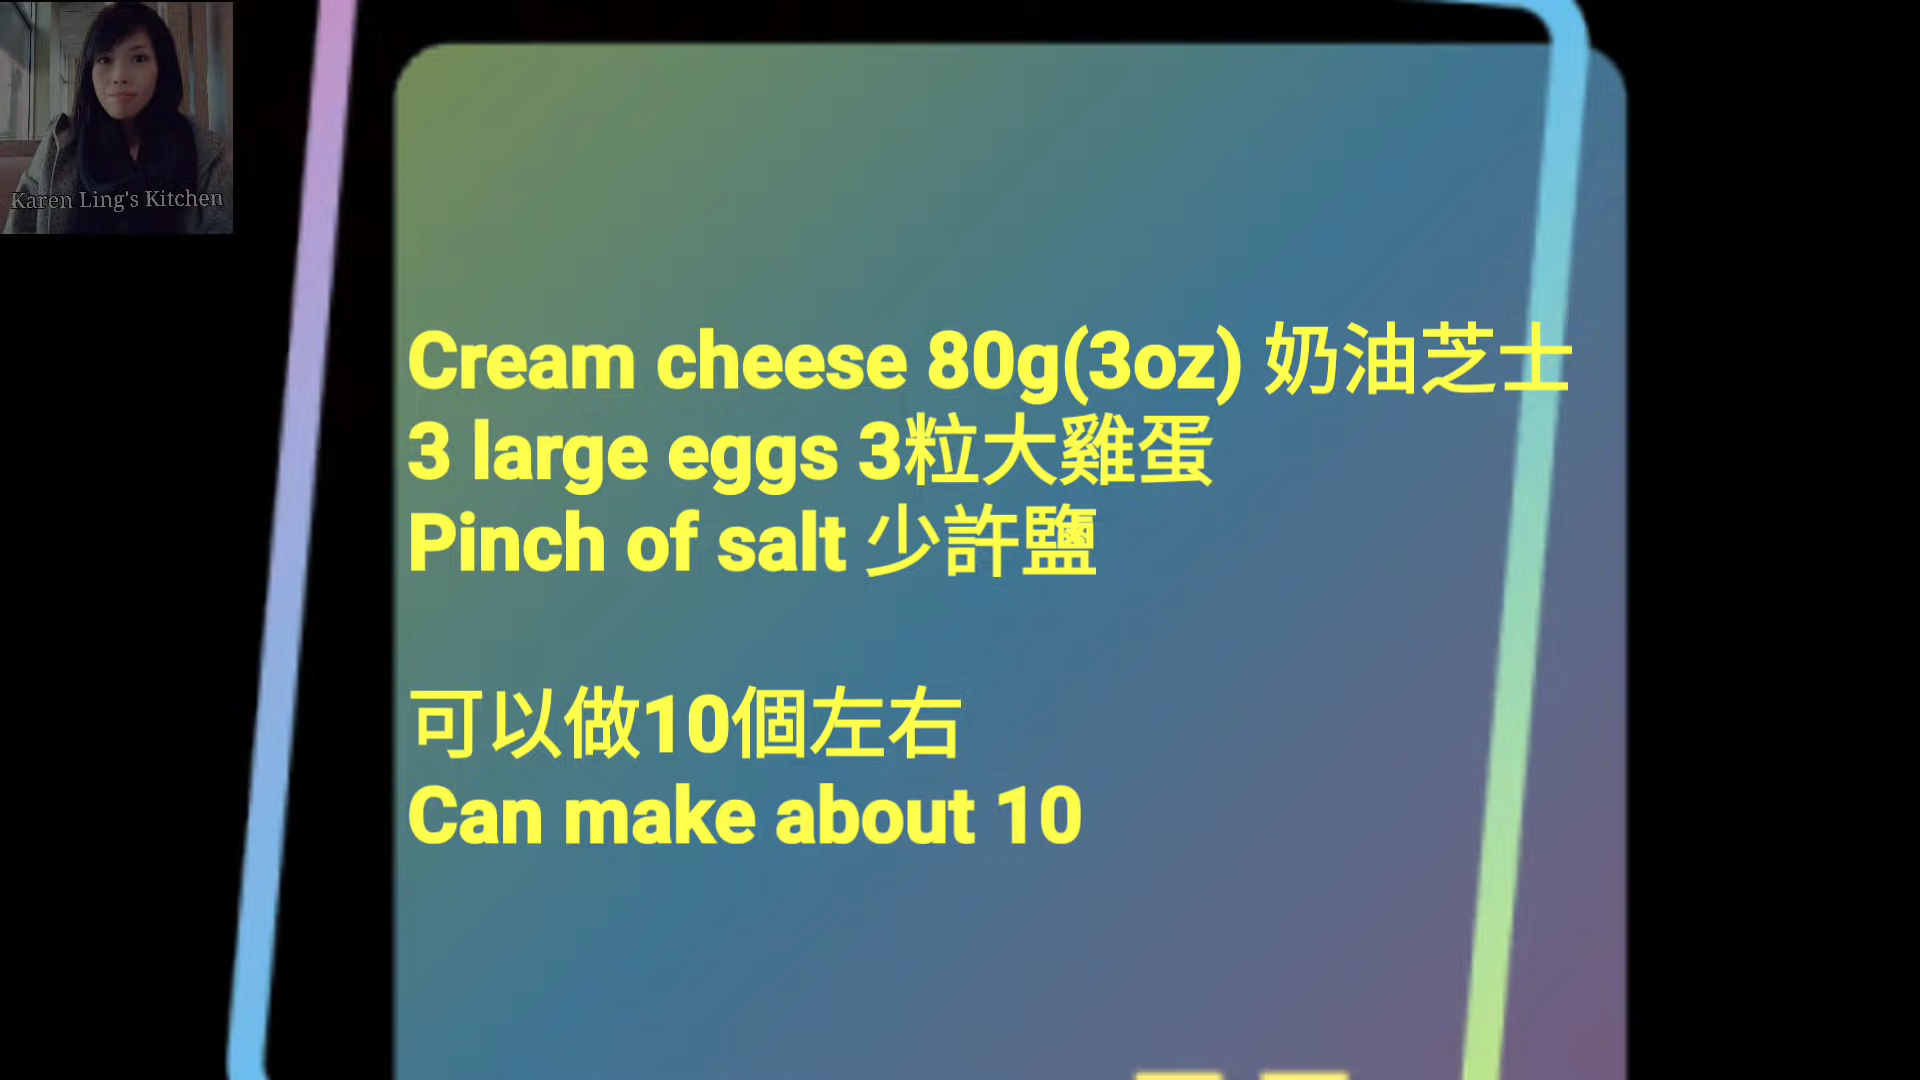 Karen Ling's Kitchen
Cream cheese 80g(3oz) 奶油芝士
3 large eggs 3粒大雞蛋
Pinch of salt 少許鹽
可以做10個左右
Can make about 10